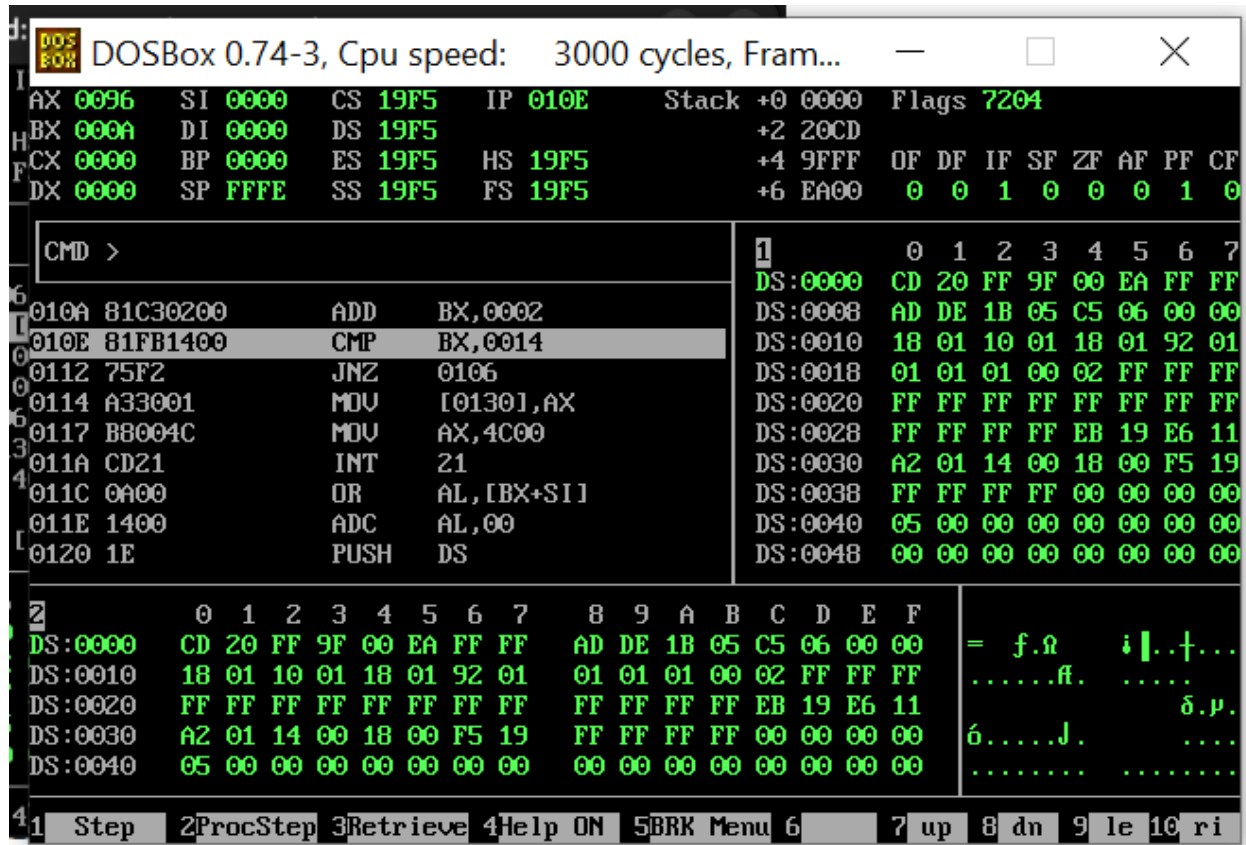 DOSBox 0.74-3, Cpu speed: 3000 cycles, Fram...
AX 0096 SI 0000 CS 19F5 IP 010E Stack +0 0000 Flags 7204
BX 000A DI 0000 DS 19F5 +2 20CD
CX 0000 BP 0000 ES 19F5 HS 19F5 +4 9FFF OF DF IF SF ZF AF PF CF
DX 0000 SP FFFE SS 19F5 FS 19F5 +6 EA00 0 0 1 0 0 0 1 0
CMD >
010A 81C30200 ADD BX,0002
010E 81FB1400 CMP BX,0014
0112 75F2 JNZ 0106
0114 A33001 MOV [0130],AX
0117 B8004C MOV AX,4C00
011A CD21 INT 21
011C 0A00 OR AL,[BX+SI]
011E 1400 ADC AL,00
0120 1E PUSH DS
1 0 1 2 3 4 5 6 7
DS:0000 CD 20 FF 9F 00 EA FF FF
DS:0008 AD DE 1B 05 C5 06 00 00
DS:0010 18 01 10 01 18 01 92 01
DS:0018 01 01 01 00 02 FF FF FF
DS:0020 FF FF FF FF FF FF FF FF
DS:0028 FF FF FF FF EB 19 E6 11
DS:0030 A2 01 14 00 18 00 F5 19
DS:0038 FF FF FF FF 00 00 00 00
DS:0040 05 00 00 00 00 00 00 00
DS:0048 00 00 00 00 00 00 00 00
2 0 1 2 3 4 5 6 7 8 9 A B C D E F
DS:0000 CD 20 FF 9F 00 EA FF FF AD DE 1B 05 C5 06 00 00 = ƒ.Ω ¡▐..┼...
DS:0010 18 01 10 01 18 01 92 01 01 01 01 00 02 FF FF FF ......Æ. .....
DS:0020 FF FF FF FF FF FF FF FF FF FF FF FF EB 19 E6 11 δ.µ.
DS:0030 A2 01 14 00 18 00 F5 19 FF FF FF FF 00 00 00 00 ó.....⌡. ....
DS:0040 05 00 00 00 00 00 00 00 00 00 00 00 00 00 00 00 ........ ........
1 Step 2ProcStep 3Retrieve 4Help ON 5BRK Menu 6 7 up 8 dn 9 le 10 ri